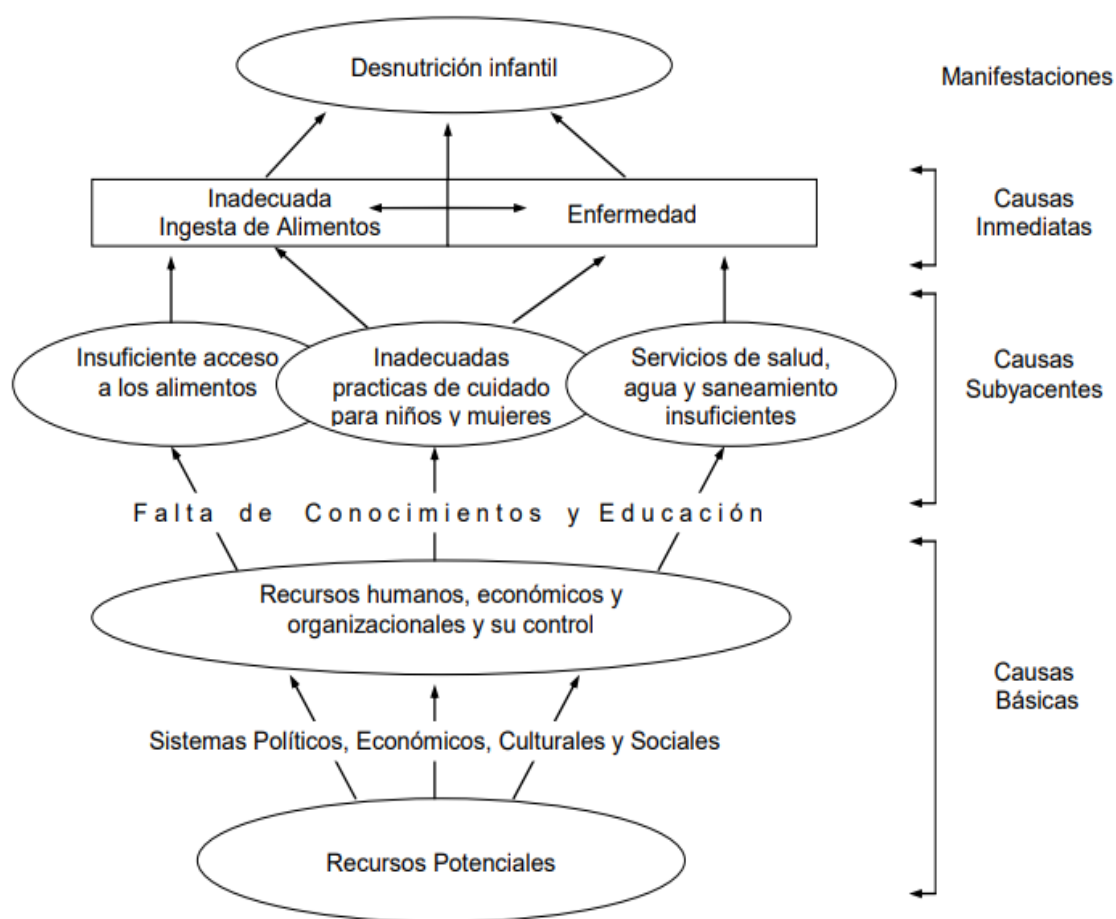 Desnutrición infantil
Manifestaciones
Inadecuada
Ingesta de Alimentos
Enfermedad
Causas
Inmediatas
Insuficiente acceso
a los alimentos
Inadecuadas
practicas de cuidado
para niños y mujeres
Servicios de salud,
agua y saneamiento
insuficientes
Causas
Subyacentes
Falta de Conocimientos y Educación
Recursos humanos, económicos y
organizacionales y su control
Causas
Básicas
Sistemas Políticos, Económicos, Culturales y Sociales
Recursos Potenciales